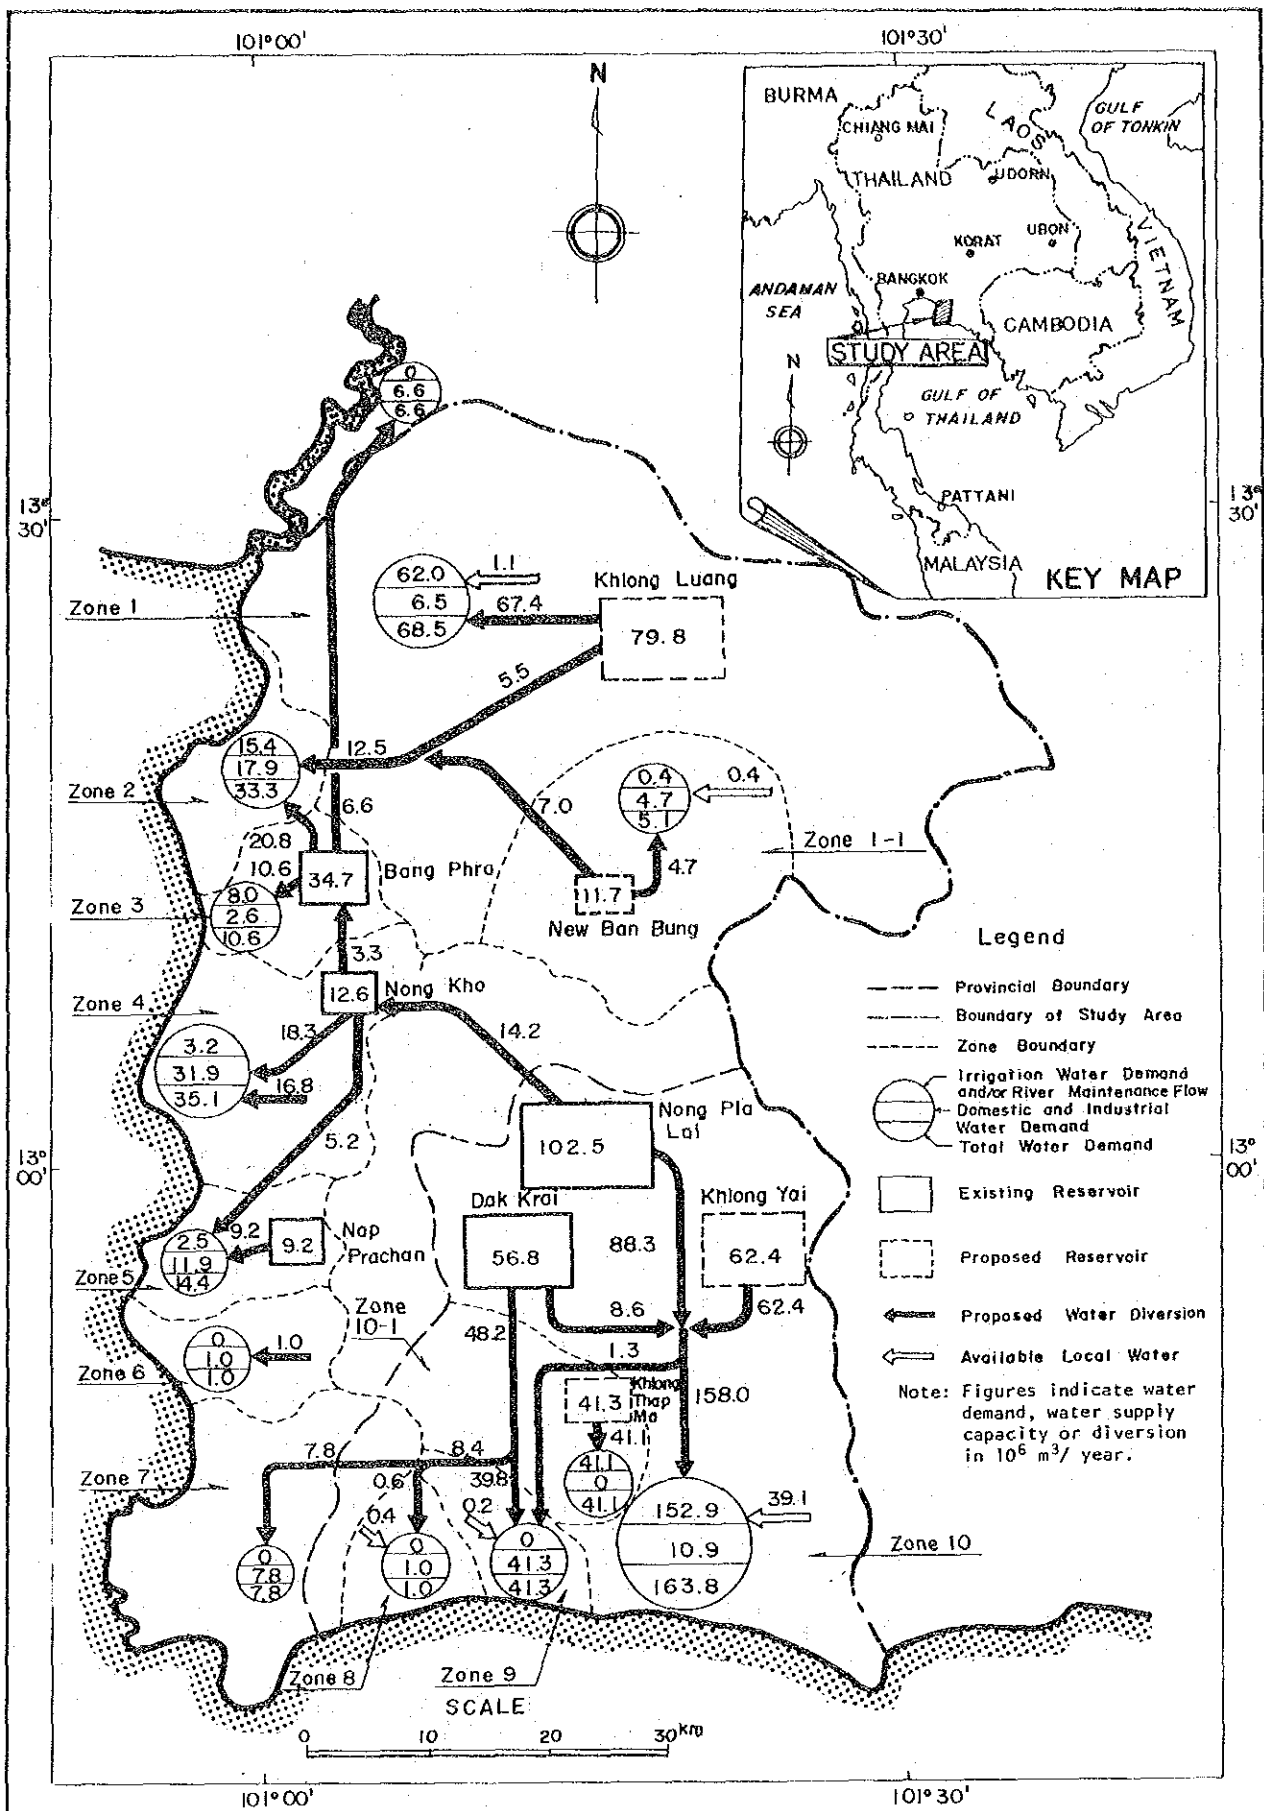 101°00'
101°30'
N
BURMA
CHIANG MAI
LAOS
GULF
OF TONKIN
THAILAND
UDORN
KORAT
UBON
VIETNAM
BANGKOK
ANDAMAN
SEA
CAMBODIA
STUDY AREA
N
GULF OF
THAILAND
PATTANI
MALAYSIA
KEY MAP
0
6.6
6.6
13°
30'
13°
30'
62.0
6.5
68.5
1.1
67.4
Khlong Luang
79.8
Zone 1
5.5
15.4
17.9
33.3
12.5
Zone 2
6.6
7.0
0.4
4.7
5.1
0.4
20.8
10.6
34.7
Bang Phra
4.7
Zone 1-1
11.7
New Ban Bung
Zone 3
8.0
2.6
10.6
3.3
12.6
Nong Kho
Zone 4
18.3
14.2
3.2
31.9
35.1
16.8
5.2
Nong Pla
Lai
102.5
13°
00'
13°
00'
Legend
Provincial Boundary
Boundary of Study Area
Zone Boundary
Irrigation Water Demand
and/or River Maintenance Flow
Domestic and Industrial
Water Demand
Total Water Demand
Existing Reservoir
Proposed Reservoir
Proposed Water Diversion
Available Local Water
Note: Figures indicate water
demand, water supply
capacity or diversion
in 10⁶ m³/ year.
Dak Krai
56.8
Khlong Yai
62.4
88.3
9.2
9.2
Nap
Prachan
2.5
11.9
14.4
Zone 5
Zone
10-1
48.2
8.6
62.4
0
1.0
1.0
1.0
Zone 6
1.3
158.0
41.3
Khlong
Thap
Ma
41.1
7.8
8.4
Zone 7
0.6
39.8
41.1
0
41.1
0.4
0.2
152.9
10.9
163.8
39.1
Zone 10
0
7.8
7.8
0
1.0
1.0
0
41.3
41.3
Zone 8
Zone 9
SCALE
0
10
20
30km
101°00'
101°30'